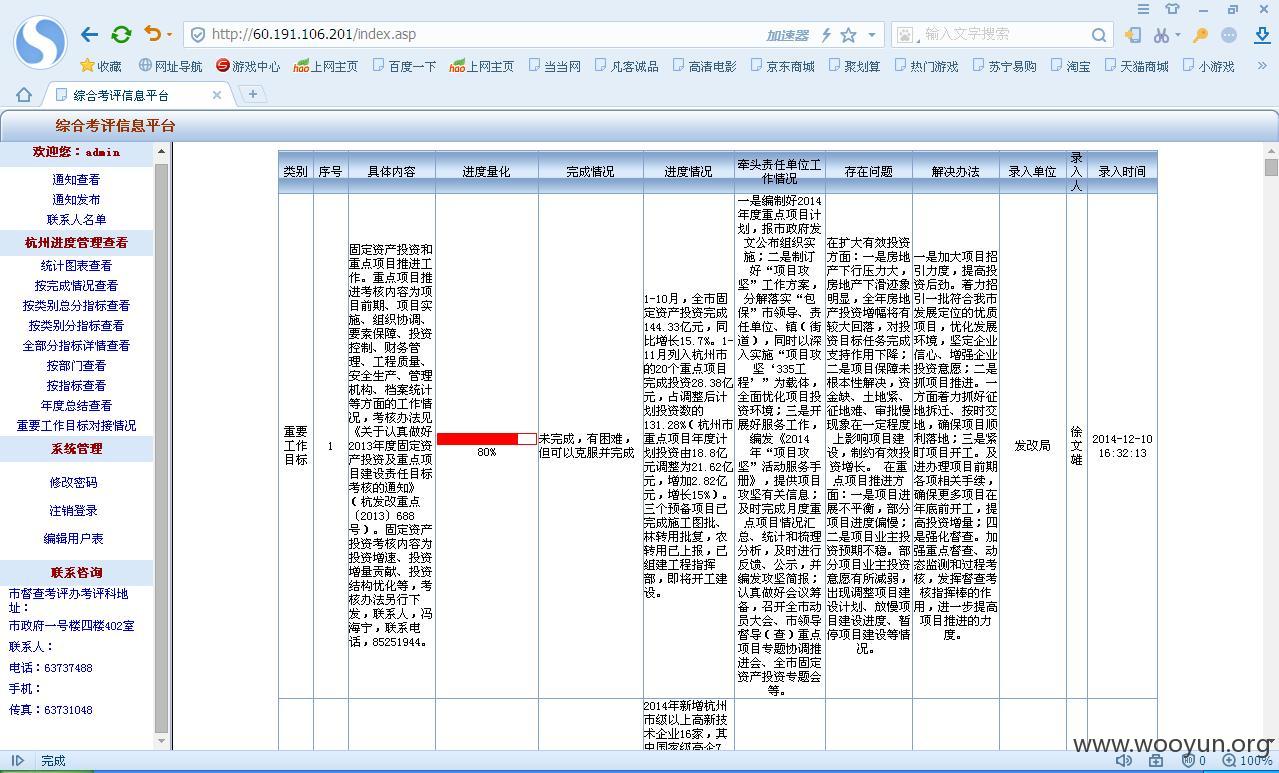 http://60.191.106.201/index.asp
加速器
输入文字搜索
收藏 网址导航 游戏中心 上网主页 百度一下 上网主页 当当网 凡客诚品 高清电影 京东商城 聚划算 热门游戏 苏宁易购 淘宝 天猫商城 小游戏
综合考评信息平台
综合考评信息平台
欢迎您：admin
通知查看
通知发布
联系人名单
杭州进度管理查看
统计图表查看
按完成情况查看
按类别总分指标查看
按类别分指标查看
全部分指标详情查看
按部门查看
按指标查看
年度总结查看
重要工作目标对接情况
系统管理
修改密码
注销登录
编辑用户表
联系咨询
市督查考评办考评科地
址：
市政府一号楼四楼402室
联系人：
电话：63737488
手机：
传真：63731048
类别 序号 具体内容 进度量化 完成情况 进度情况 牵头责任单位工作情况 存在问题 解决办法 录入单位 录入人 录入时间
重要
工作
目标
1
固定资产投资和
重点项目推进工
作。重点项目推
进考核内容为项
目前期、项目实
施、组织协调、
要素保障、投资
控制、财务管
理、工程质量、
安全生产、管理
机构、档案统计
等方面的工作情
况，考核办法见
《关于认真做好
2013年度固定资
产投资及重点项
目建设责任目标
考核的通知》
（杭发改重点
〔2013〕688
号）。固定资产
投资考核内容为
投资增速、投资
增量贡献、投资
结构优化等，考
核办法另行下
发，联系人，冯
海宁，联系电
话，85251944。
80%
未完成，有困难，
但可以克服并完成
1-10月，全市固
定资产投资完成
144.33亿元，同
比增长15.7%。1-
11月列入杭州市
的20个重点项目
完成投资28.38亿
元，占调整后计
划投资数的
131.28%（杭州市
重点项目年度计
划投资由18.8亿
元调整为21.62亿
元，增加2.82亿
元，增长15%）。
三个预备项目已
完成施工图批、
林转用批复，农
转用已上报，已
组建工程指挥
部，即将开工建
设。
一是编制好2014
年度重点项目计
划，报市政府发
文公布组织实
施；二是制订
好“项目攻
坚”工作方案，
分解落实“包
保”市领导、责
任单位、镇（街
道），同时以深
入实施“项目攻
坚‘335工
程’”为载体，
全面优化项目投
资环境；三是开
展好服务工作，
编发《2014
年“项目攻
坚”活动服务手
册》，提供项目
攻坚有关信息；
及时完成月度重
点项目情况汇
总、统计和梳理
分析，及时进行
反馈、公示，并
编发攻坚简报；
认真做好会议筹
备，召开全市动
员大会、市领导
督导（查）重点
项目专题协调推
进会、全市固定
资产投资专题会
等。
在扩大有效投资
方面：一是房地
产下行压力大，
房地产下滑迹象
明显，全年房地
产投资增幅将有
较大回落，对投
资目标任务完成
支持作用下降；
二是项目保障未
根本性解决，资
金缺、土地紧、
征地难、审批慢
现象在一定程度
上影响项目建
设，制约有效投
资增长。 在重
点项目推进方
面：一是项目进
展不平衡，部分
项目进度偏慢；
二是项目业主投
资预期不稳。部
分项目业主投资
意愿有所减弱，
出现调整项目建
设计划、放慢项
目建设进度、暂
停项目建设等情
况。
一是加大项目招
引力度，提高投
资后劲。着力招
引一批符合我市
发展定位的优质
项目，优化发展
环境，坚定企业
信心、增强企业
投资意愿；二是
抓项目推进。一
方面着力抓好征
地拆迁、按时交
地，确保项目顺
利落地；三是紧
盯项目开工。及
进办理项目前期
各项相关手续，
确保更多项目在
年底前开工，提
高投资增量；四
是强化督查。加
强重点督查、动
态监测和过程考
核，发挥督查考
核指挥棒的作
用，进一步提高
项目推进的力
度。
发改局
徐
文
雄
2014-12-10
16:32:13
2014年新增杭州
市级以上高新技
术企业16家，其
www.wooyun.org
完成
0
100%